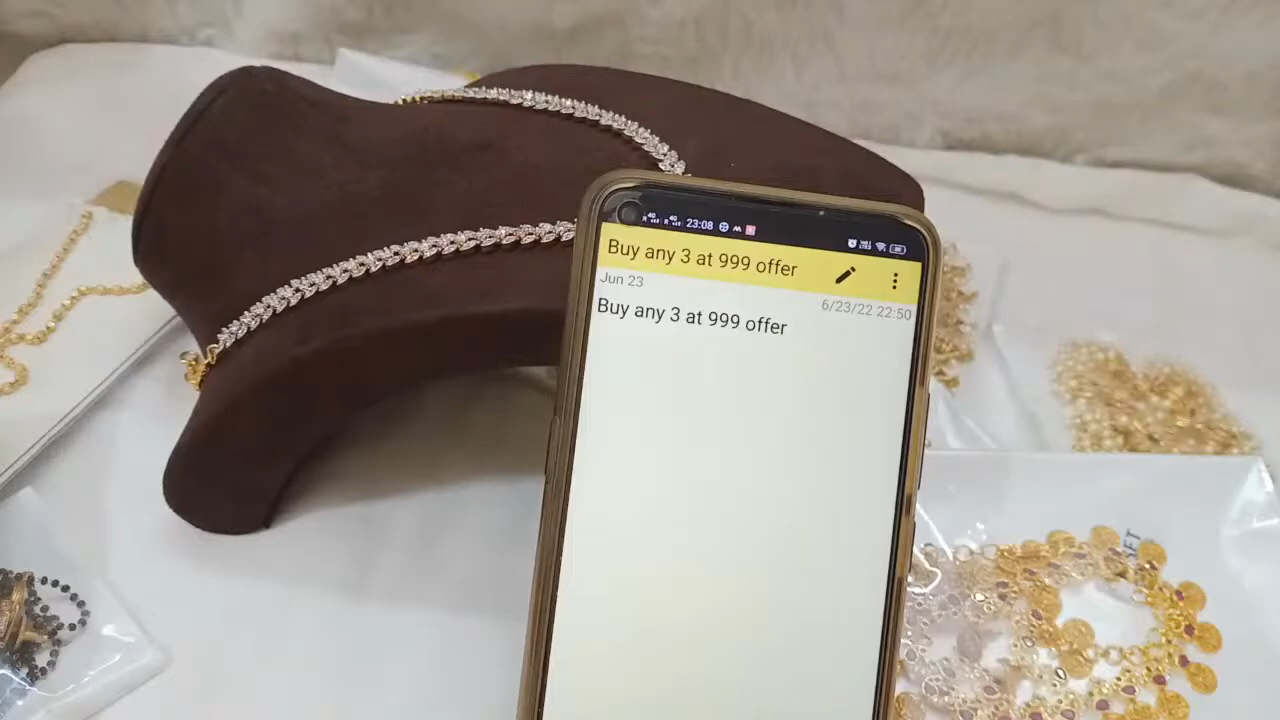 23:08
Buy any 3 at 999 offer
Jun 23
6/23/22 22:50
Buy any 3 at 999 offer